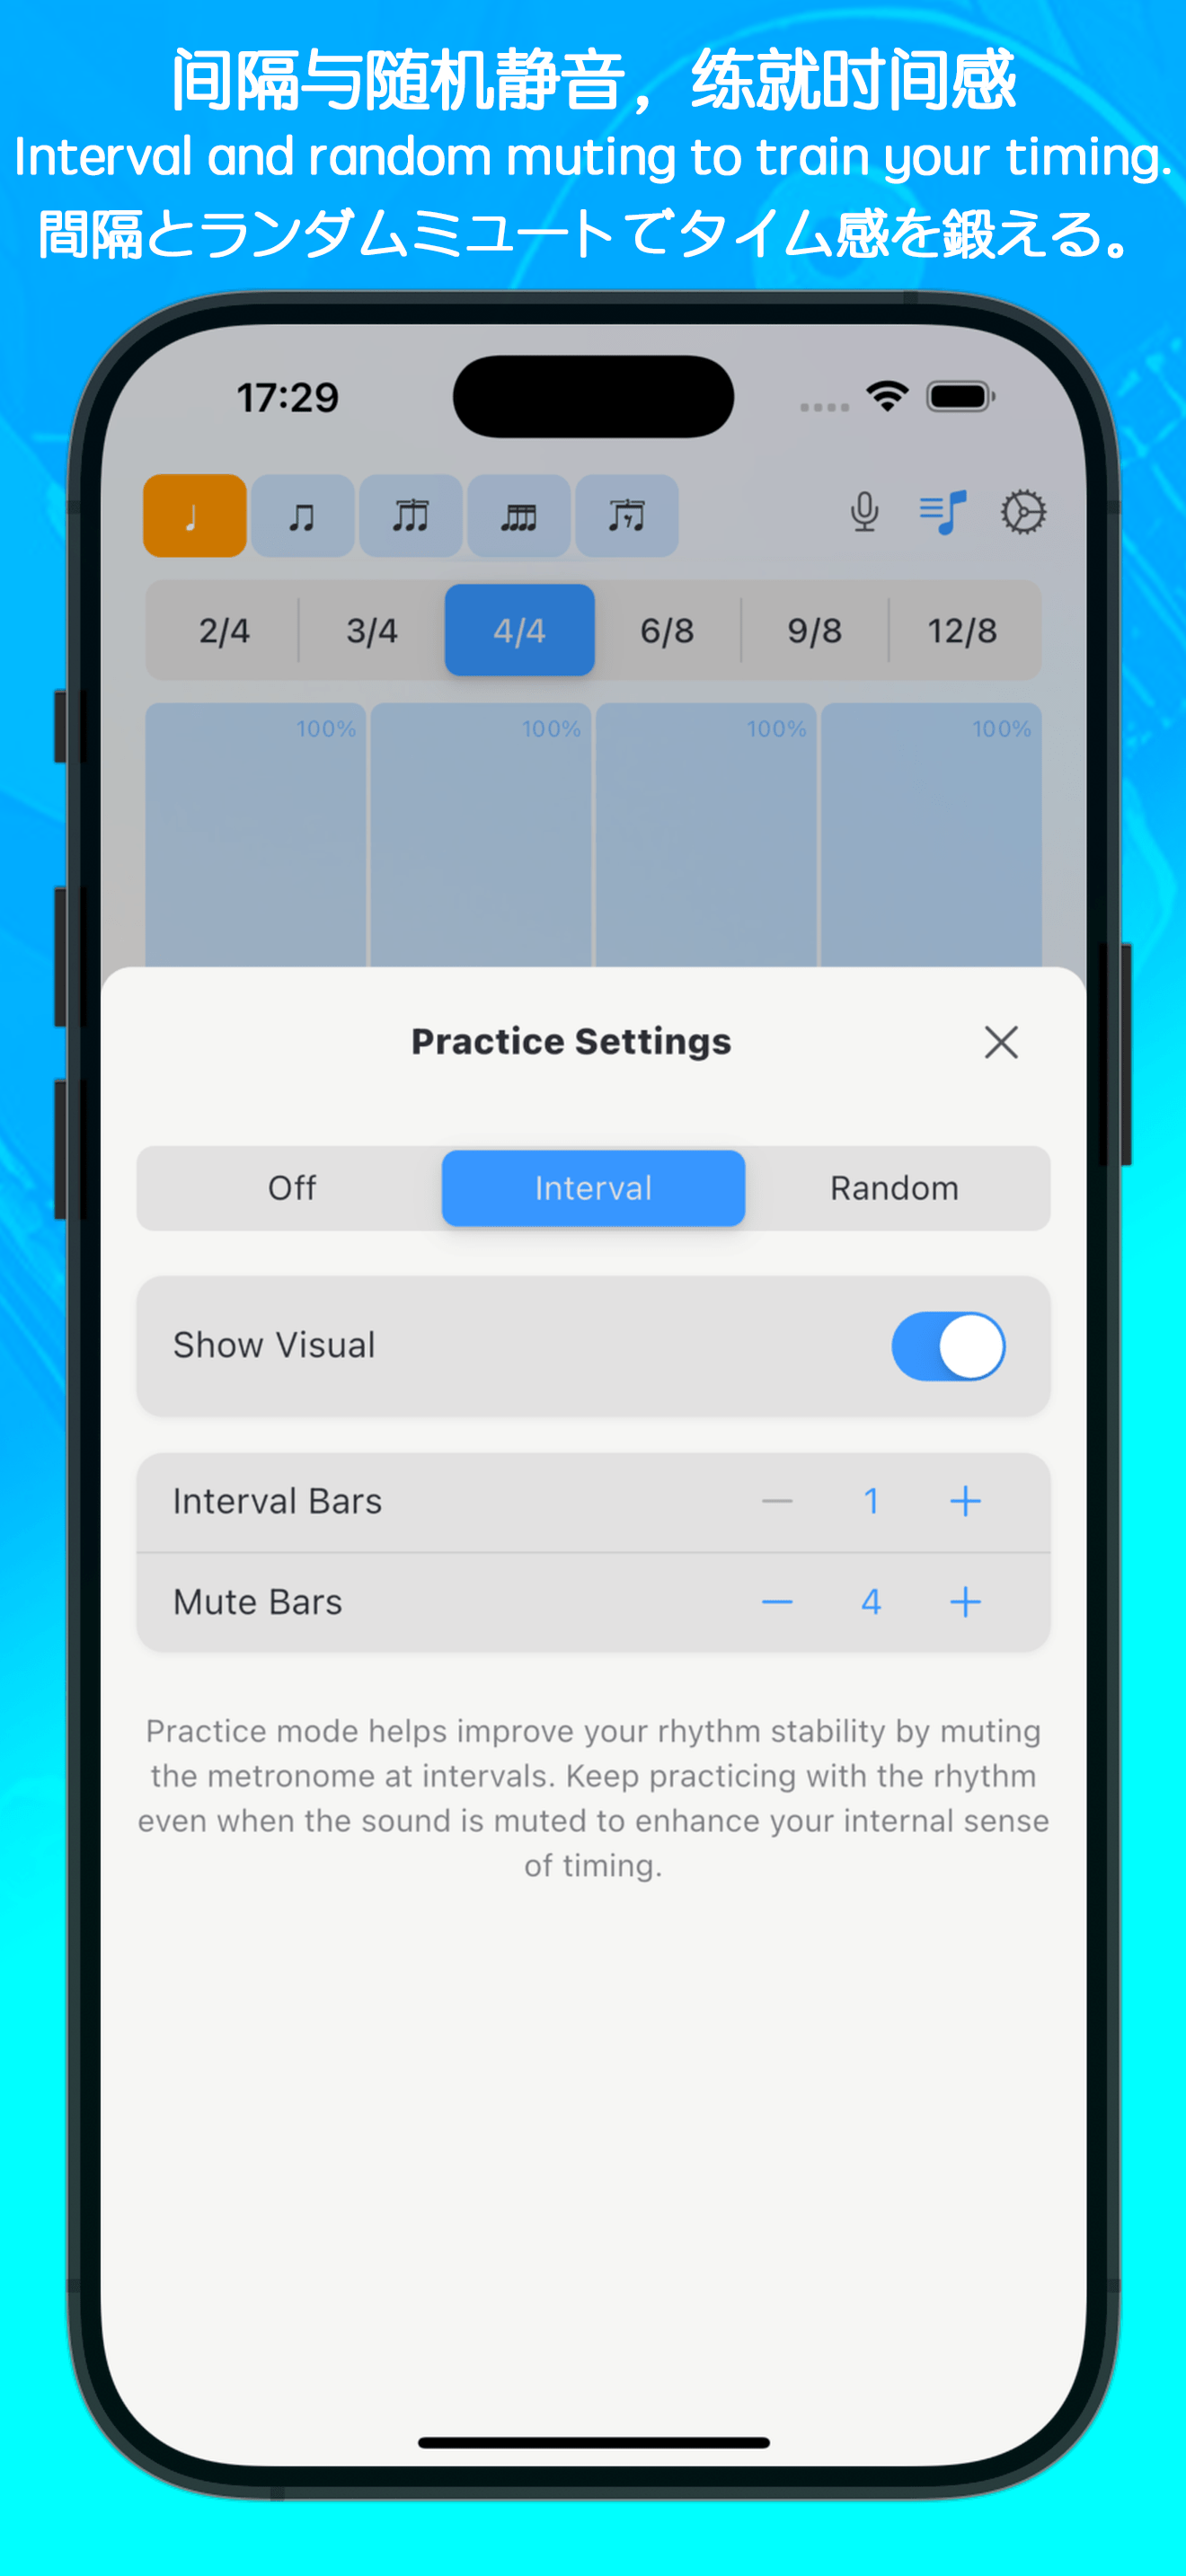 间隔与随机静音，练就时间感
Interval and random muting to train your timing.
間隔とランダムミュートでタイム感を鍛える。
17:29
2/4 3/4 4/4 6/8 9/8 12/8
100% 100% 100% 100%
Practice Settings
Off Interval Random
Show Visual
Interval Bars 1
Mute Bars 4
Practice mode helps improve your rhythm stability by muting
the metronome at intervals. Keep practicing with the rhythm
even when the sound is muted to enhance your internal sense
of timing.